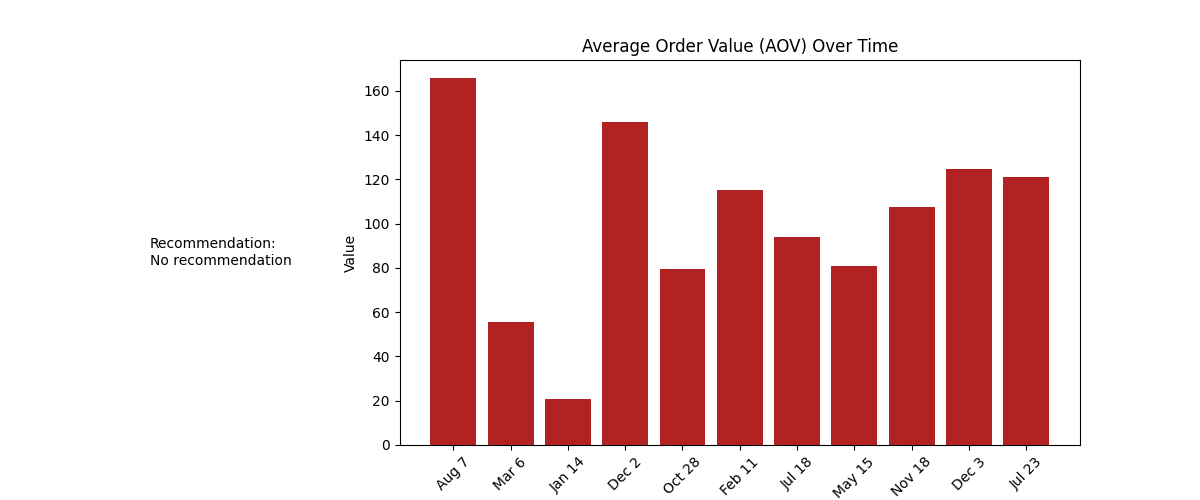 Average Order Value (AOV) Over Time
Recommendation:
No recommendation
Value
160
140
120
100
80
60
40
20
0
Aug 7
Mar 6
Jan 14
Dec 2
Oct 28
Feb 11
Jul 18
May 15
Nov 18
Dec 3
Jul 23